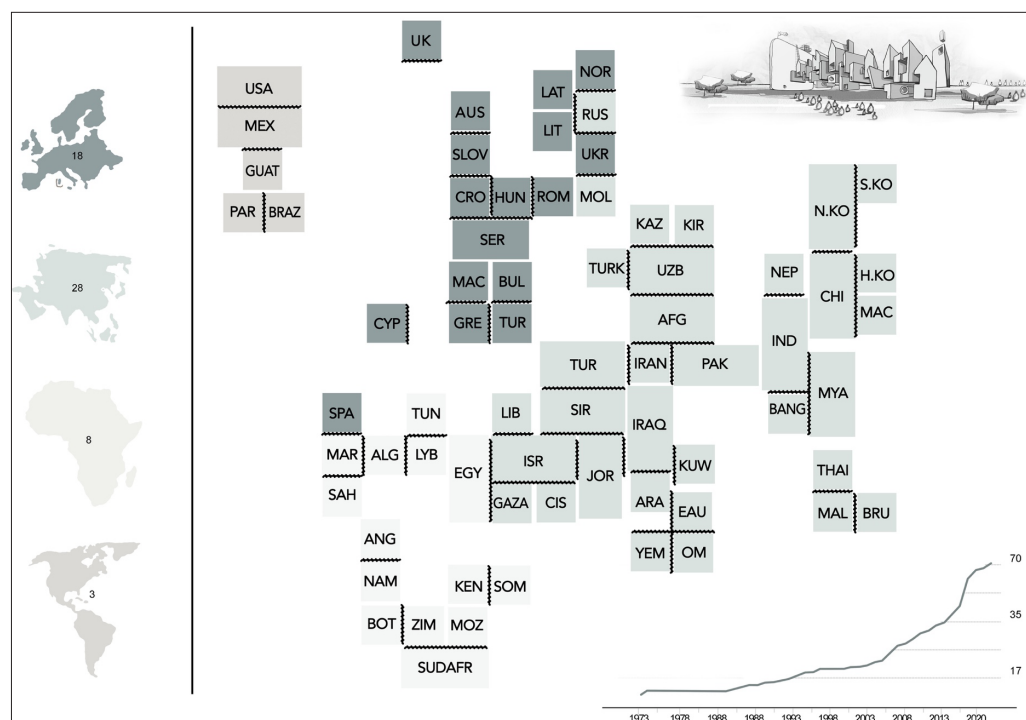 18
28
8
3
UK
USA
MEX
GUAT
PAR
BRAZ
NOR
LAT
RUS
AUS
LIT
SLOV
UKR
CRO
HUN
ROM
MOL
SER
MAC
BUL
CYP
GRE
TUR
KAZ
KIR
TURK
UZB
AFG
TUR
IRAN
PAK
S.KO
N.KO
NEP
CHI
H.KO
MAC
IND
MYA
BANG
THAI
MAL
BRU
SPA
TUN
LIB
SIR
IRAQ
MAR
ALG
LYB
EGY
ISR
JOR
KUW
SAH
GAZA
CIS
ARA
EAU
YEM
OM
ANG
NAM
KEN
SOM
BOT
ZIM
MOZ
SUDAFR
70
35
17
1973
1978
1988
1988
1993
1998
2003
2008
2013
2020